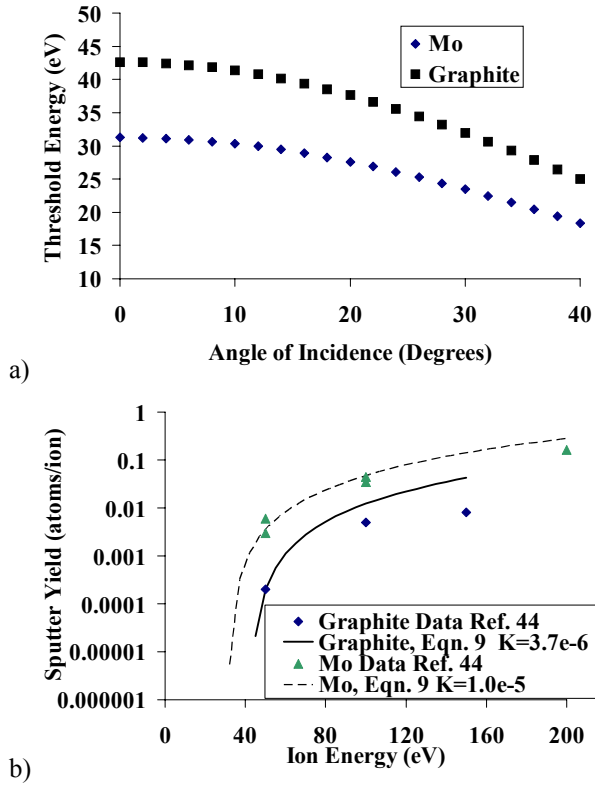 50
45
40
35
30
25
20
15
10
Threshold Energy (eV)
Mo
Graphite
0 10 20 30 40
Angle of Incidence (Degrees)
a)
1
0.1
0.01
0.001
0.0001
0.00001
0.000001
Sputter Yield (atoms/ion)
Graphite Data Ref. 44
Graphite, Eqn. 9 K=3.7e-6
Mo Data Ref. 44
Mo, Eqn. 9 K=1.0e-5
0 40 80 120 160 200
Ion Energy (eV)
b)